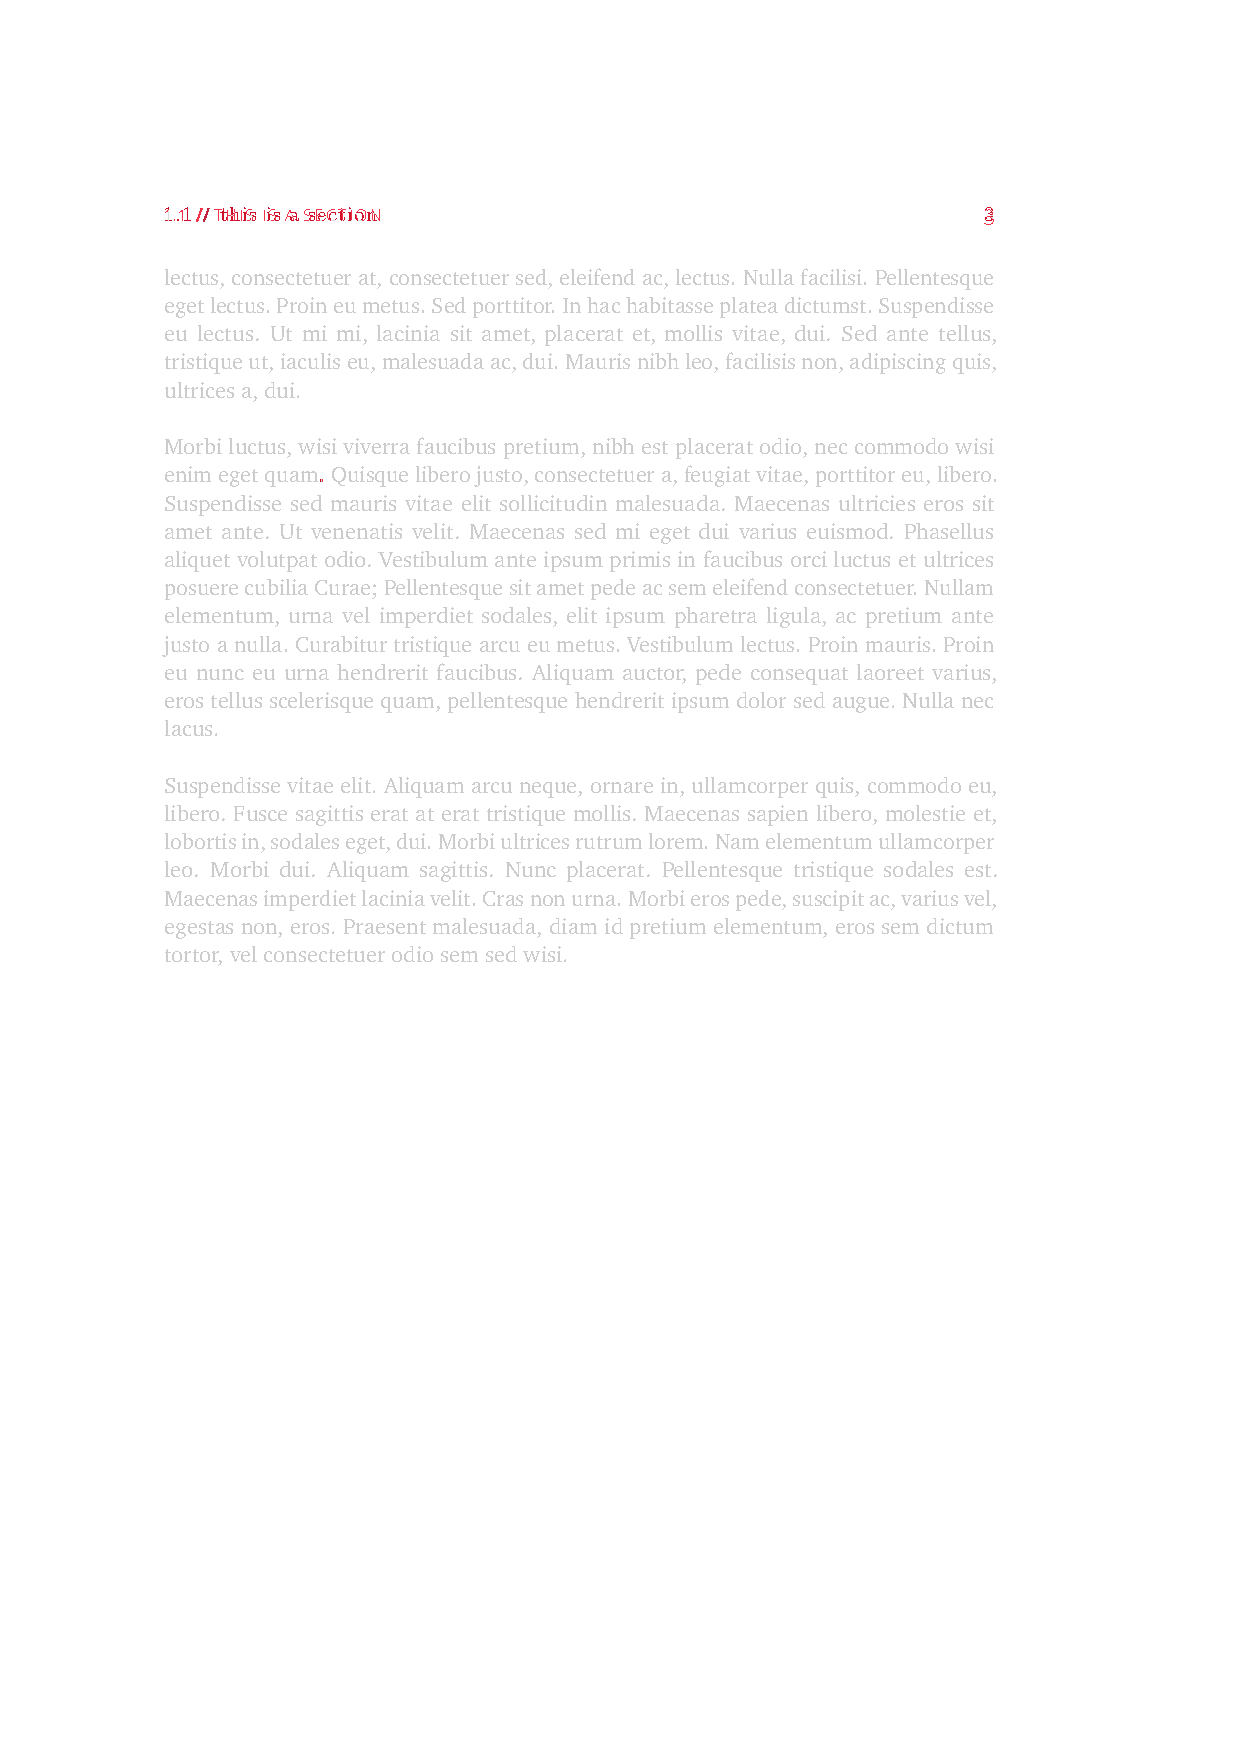 1.1 // this is a section
lectus, consectetuer at, consectetuer sed, eleifend ac, lectus. Nulla facilisi. Pellentesque
eget lectus. Proin eu metus. Sed porttitor. In hac habitasse platea dictumst. Suspendisse
eu lectus. Ut mi mi, lacinia sit amet, placerat et, mollis vitae, dui. Sed ante tellus,
tristique ut, iaculis eu, malesuada ac, dui. Mauris nibh leo, facilisis non, adipiscing quis,
ultrices a, dui.
Morbi luctus, wisi viverra faucibus pretium, nibh est placerat odio, nec commodo wisi
enim eget quam. Quisque libero justo, consectetuer a, feugiat vitae, porttitor eu, libero.
Suspendisse sed mauris vitae elit sollicitudin malesuada. Maecenas ultricies eros sit
amet ante. Ut venenatis velit. Maecenas sed mi eget dui varius euismod. Phasellus
aliquet volutpat odio. Vestibulum ante ipsum primis in faucibus orci luctus et ultrices
posuere cubilia Curae; Pellentesque sit amet pede ac sem eleifend consectetuer. Nullam
elementum, urna vel imperdiet sodales, elit ipsum pharetra ligula, ac pretium ante
justo a nulla. Curabitur tristique arcu eu metus. Vestibulum lectus. Proin mauris. Proin
eu nunc eu urna hendrerit faucibus. Aliquam auctor, pede consequat laoreet varius,
eros tellus scelerisque quam, pellentesque hendrerit ipsum dolor sed augue. Nulla nec
lacus.
Suspendisse vitae elit. Aliquam arcu neque, ornare in, ullamcorper quis, commodo eu,
libero. Fusce sagittis erat at erat tristique mollis. Maecenas sapien libero, molestie et,
lobortis in, sodales eget, dui. Morbi ultrices rutrum lorem. Nam elementum ullamcorper
leo. Morbi dui. Aliquam sagittis. Nunc placerat. Pellentesque tristique sodales est.
Maecenas imperdiet lacinia velit. Cras non urna. Morbi eros pede, suscipit ac, varius vel,
egestas non, eros. Praesent malesuada, diam id pretium elementum, eros sem dictum
tortor, vel consectetuer odio sem sed wisi.